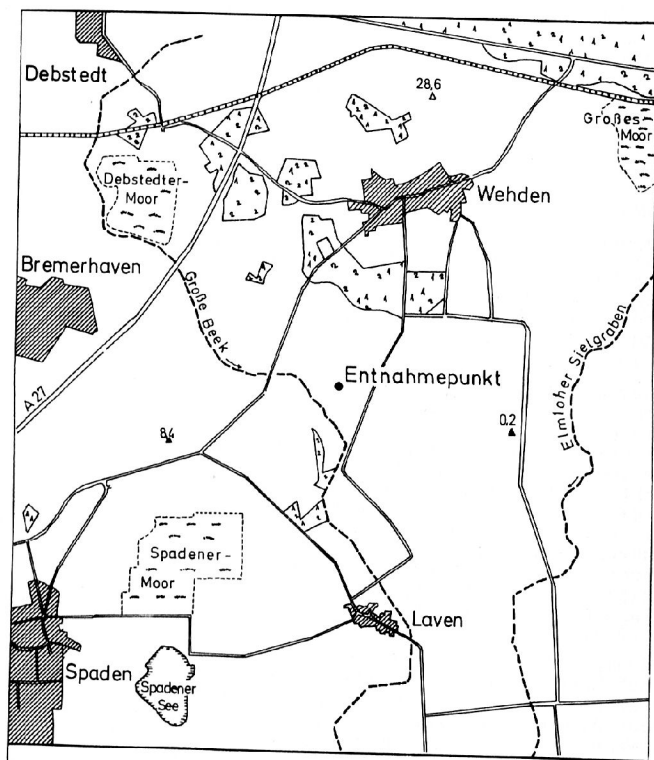 Debstedt
28,6
Großes
Moor
Debstedter-
Moor
Wehden
Bremerhaven
Große Beek
Elmloher Sielgraben
A 27
Entnahmepunkt
8,4
0.2
Spadener-
Moor
Laven
Spaden
Spadener
See